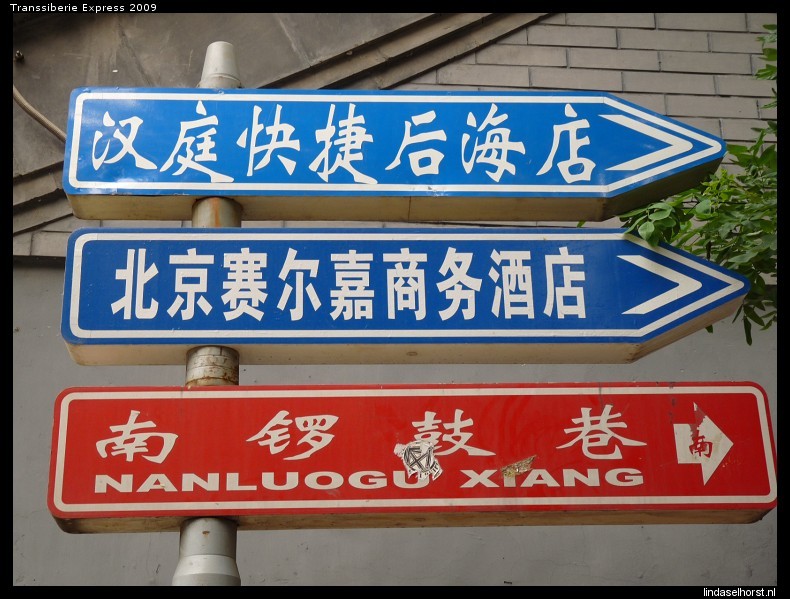 Transsiberie Express 2009
汉庭快捷后海店
北京赛尔嘉商务酒店
南锣鼓巷
南
NANLUOGU XIANG
lindaselhorst.nl